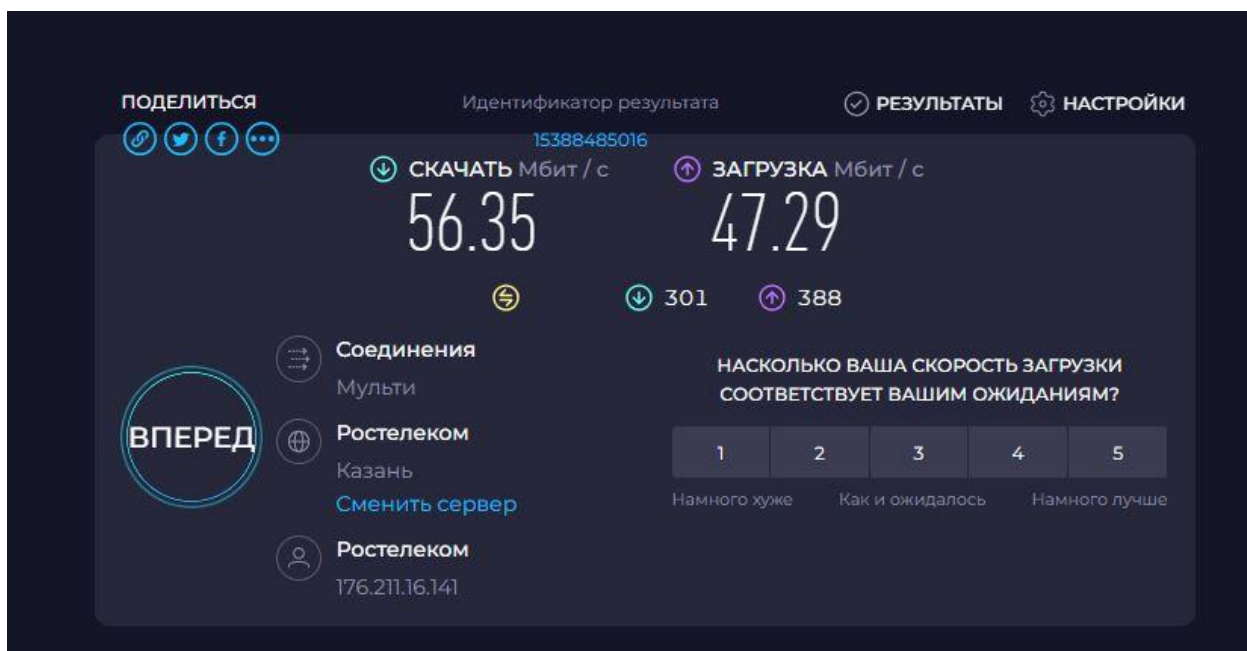 ПОДЕЛИТЬСЯ
Идентификатор результата
15388485016
РЕЗУЛЬТАТЫ
НАСТРОЙКИ
СКАЧАТЬ Мбит / с
56.35
ЗАГРУЗКА Мбит / с
47.29
301
388
ВПЕРЕД
Соединения
Мульти
Ростелеком
Казань
Сменить сервер
Ростелеком
176.211.16.141
НАСКОЛЬКО ВАША СКОРОСТЬ ЗАГРУЗКИ
СООТВЕТСТВУЕТ ВАШИМ ОЖИДАНИЯМ?
1 2 3 4 5
Намного хуже Как и ожидалось Намного лучше